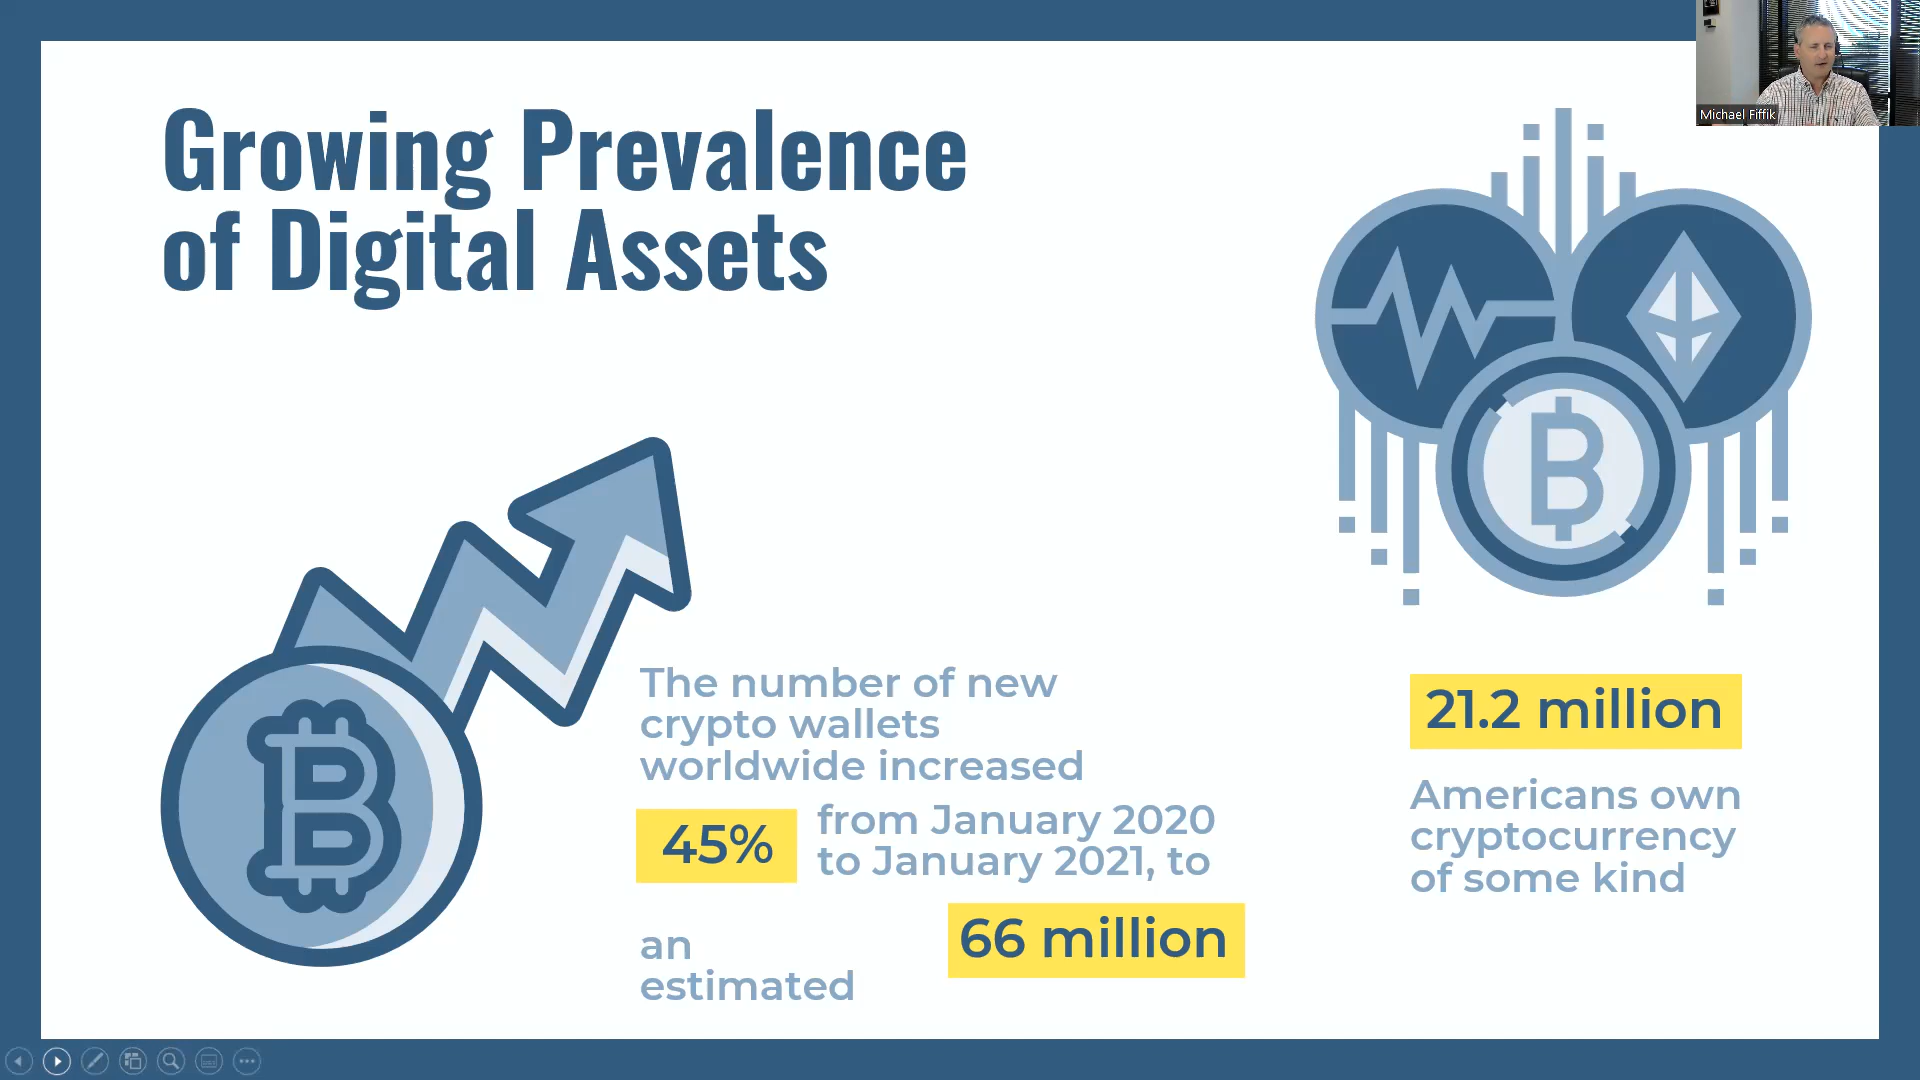 Growing Prevalence
of Digital Assets
The number of new
crypto wallets
worldwide increased
45%
from January 2020
to January 2021, to
an
estimated
66 million
21.2 million
Americans own
cryptocurrency
of some kind
Michael Fiffik